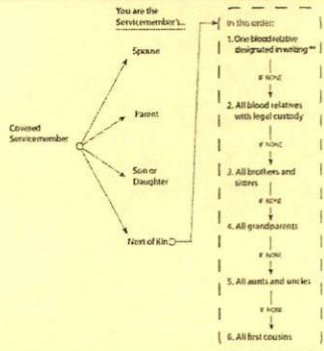 You are the
Servicemember's...
Spouse
Parent
Covered
Servicemember
Son or
Daughter
Next of Kin
In this order:
1. One blood relative
designated in writing **
IF NONE
2. All blood relatives
with legal custody
IF NONE
3. All brothers and
sisters
IF NONE
4. All grandparents
IF NONE
5. All aunts and uncles
IF NONE
6. All first cousins